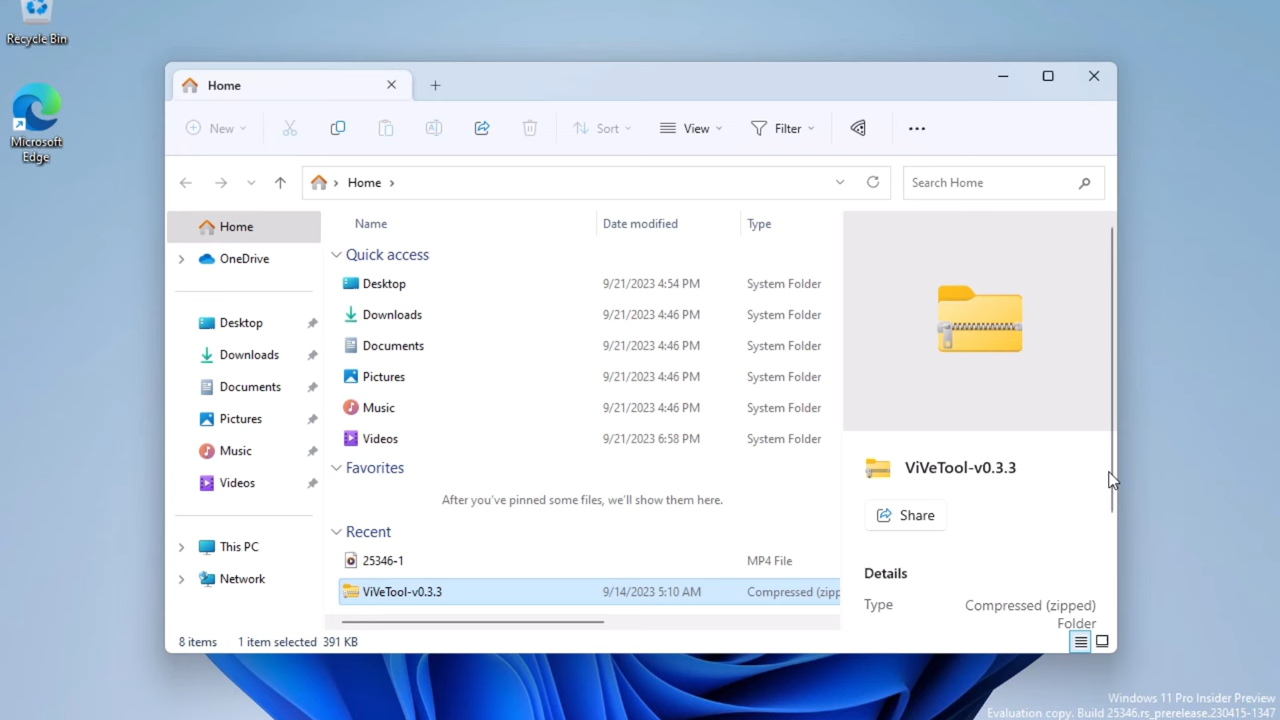 Recycle Bin
Microsoft
Edge
Home
New
Sort
View
Filter
Home
Search Home
Home
OneDrive
Desktop
Downloads
Documents
Pictures
Music
Videos
This PC
Network
Name Date modified Type
Quick access
Desktop 9/21/2023 4:54 PM System Folder
Downloads 9/21/2023 4:46 PM System Folder
Documents 9/21/2023 4:46 PM System Folder
Pictures 9/21/2023 4:46 PM System Folder
Music 9/21/2023 4:46 PM System Folder
Videos 9/21/2023 6:58 PM System Folder
Favorites
After you've pinned some files, we'll show them here.
Recent
25346-1 MP4 File
ViVeTool-v0.3.3 9/14/2023 5:10 AM Compressed (zipp
ViVeTool-v0.3.3
Share
Details
Type Compressed (zipped)
Folder
8 items 1 item selected 391 KB
Windows 11 Pro Insider Preview
Evaluation copy. Build 25346.rs_prerelease.230415-1347